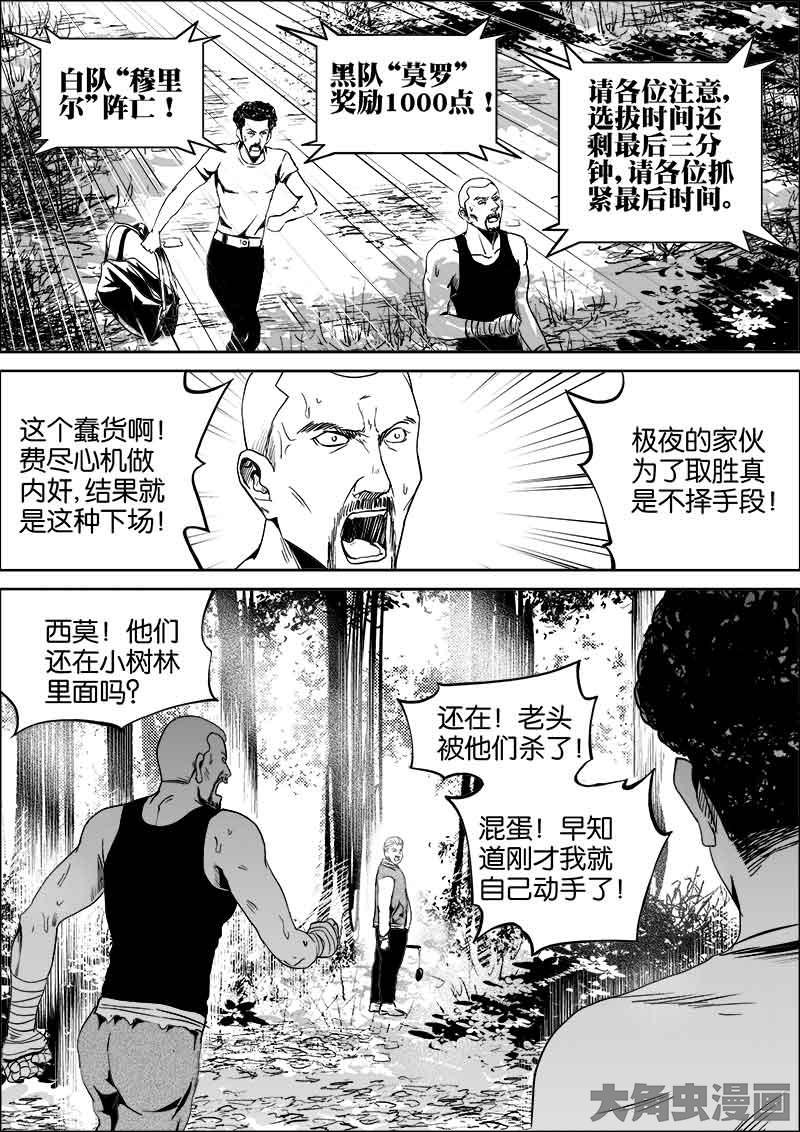 白队“穆里
尔”阵亡！
黑队“莫罗”
奖励1000点！
请各位注意，
选拔时间还
剩最后三分
钟，请各位抓
紧最后时间。
这个蠢货啊！
费尽心机做
内奸，结果就
是这种下场！
极夜的家伙
为了取胜真
是不择手段！
西莫！他们
还在小树林
里面吗？
还在！老头
被他们杀了！
混蛋！早知
道刚才我就
自己动手了！
大角虫漫画